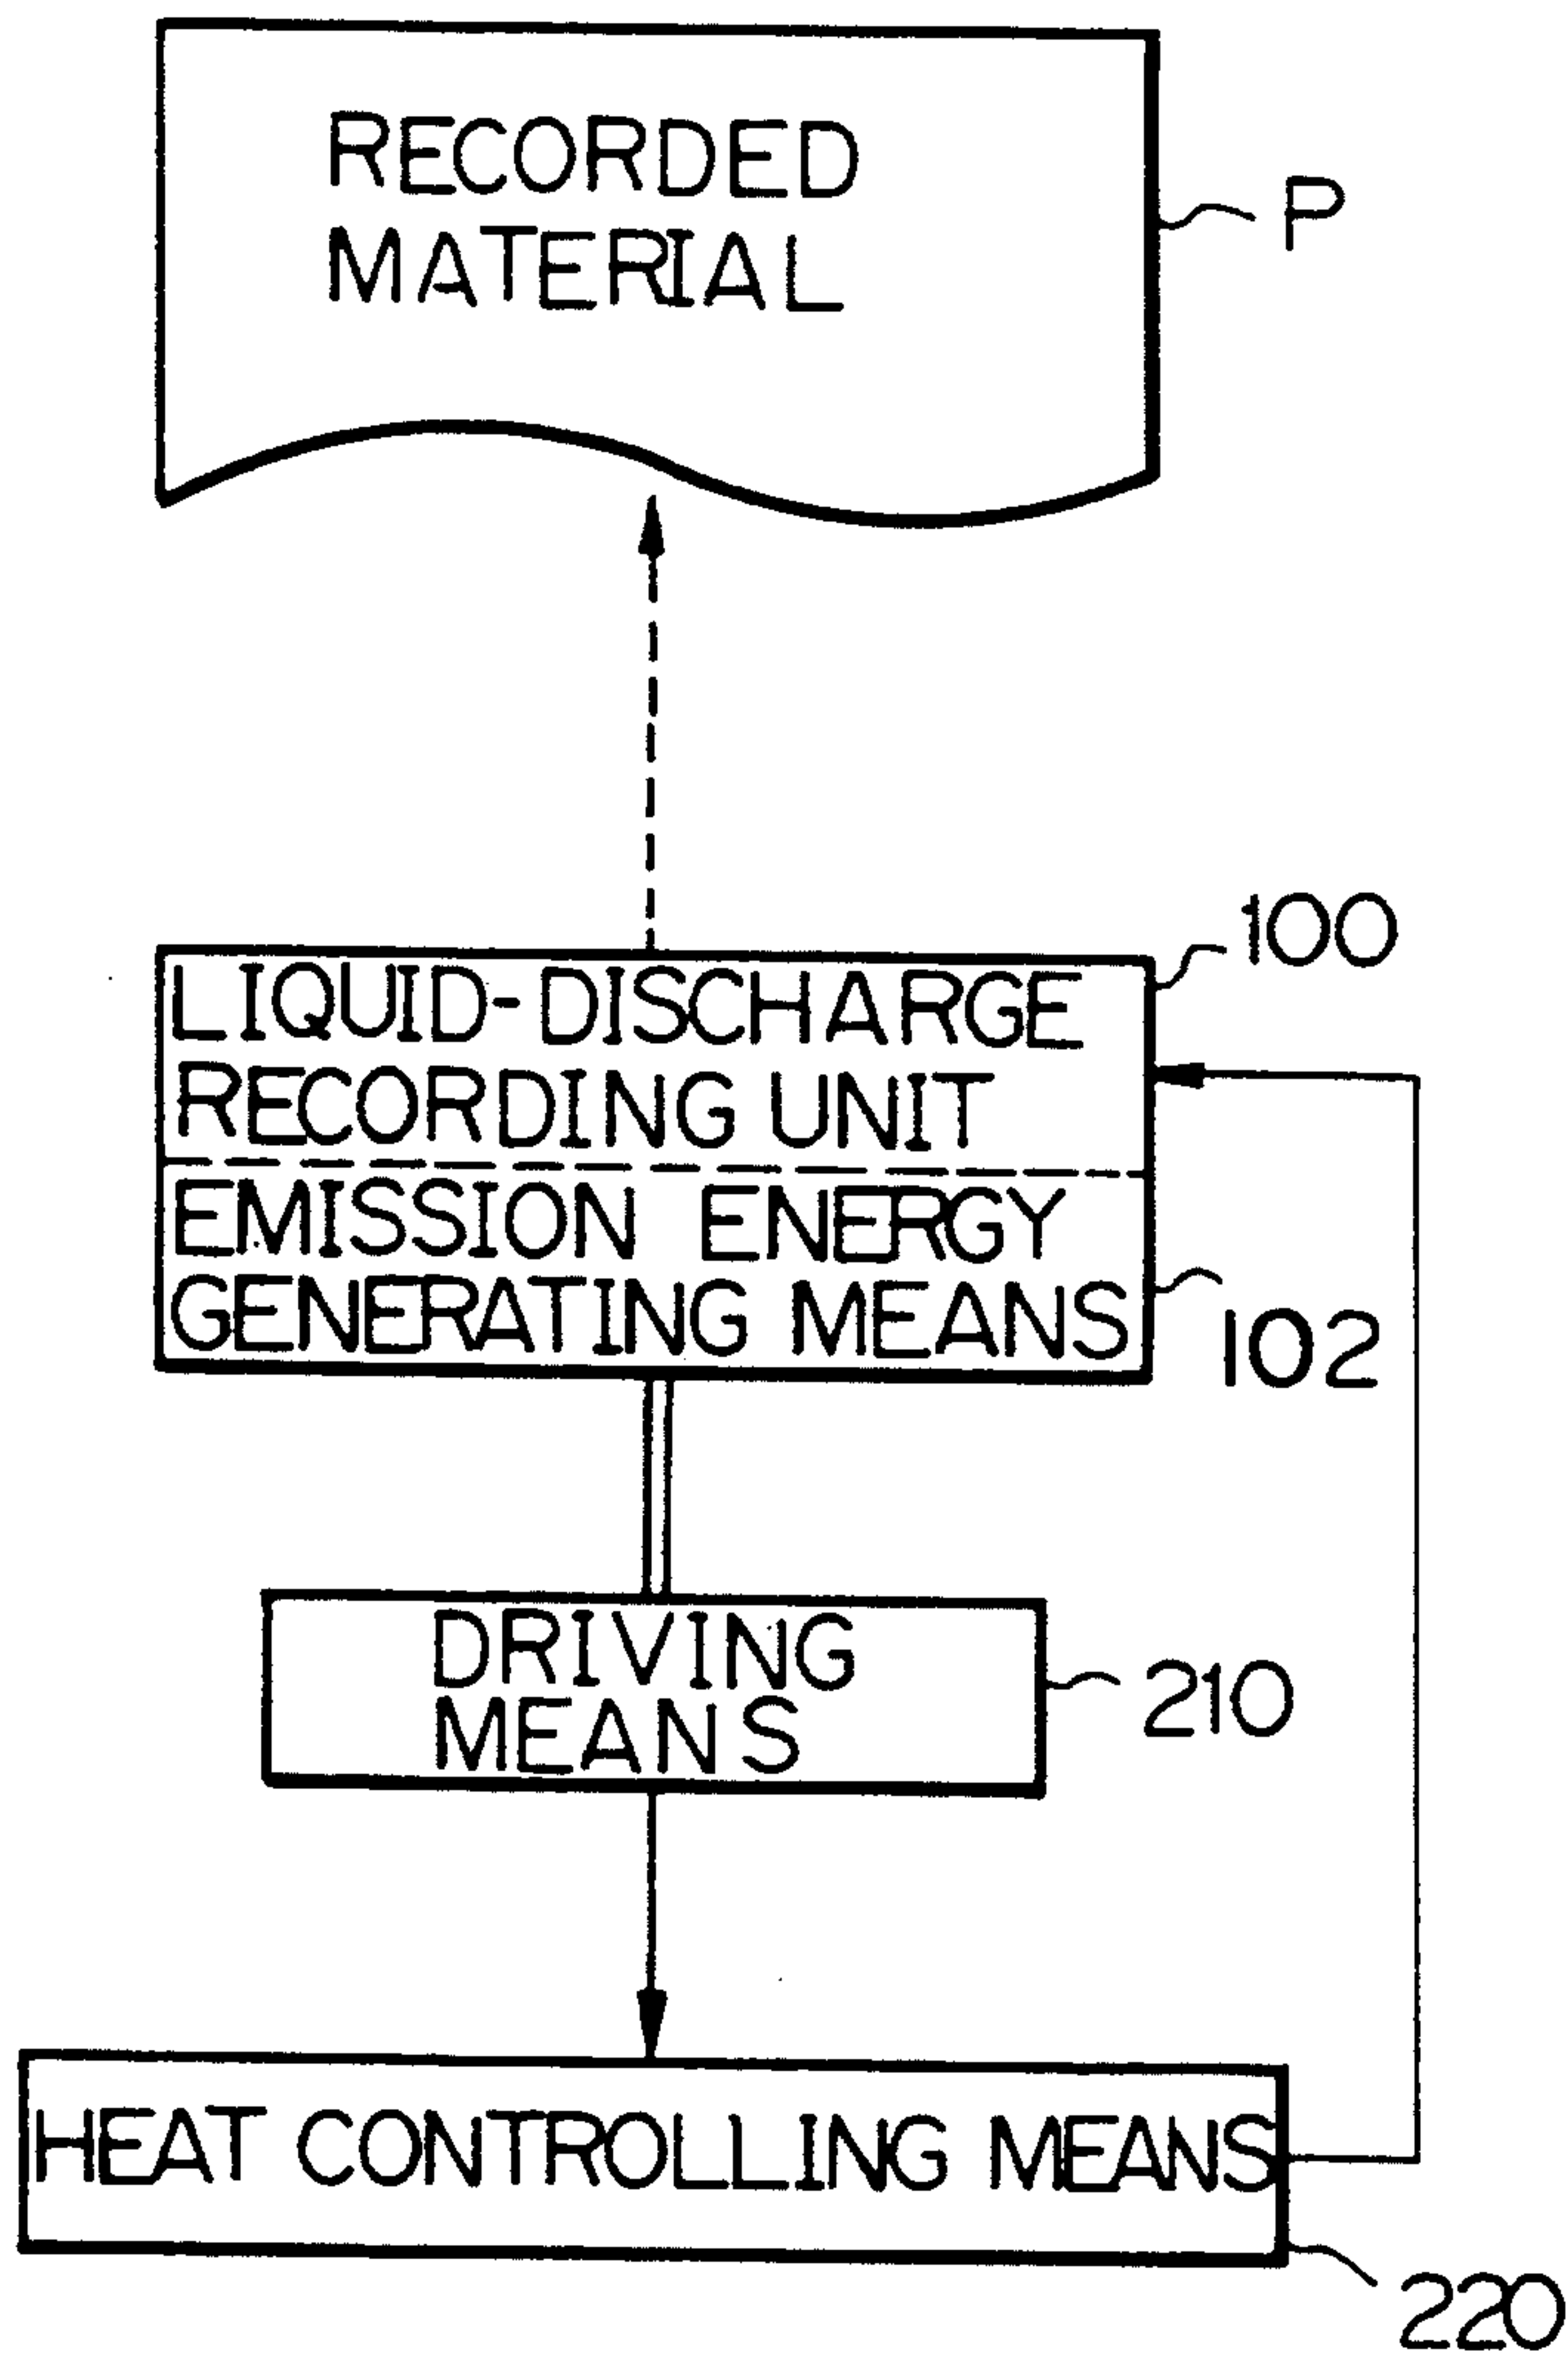 RECORDED
MATERIAL
P
100
LIQUID-DISCHARGE
RECORDING UNIT
EMISSION ENERGY
GENERATING MEANS
102
DRIVING
MEANS
210
HEAT CONTROLLING MEANS
220